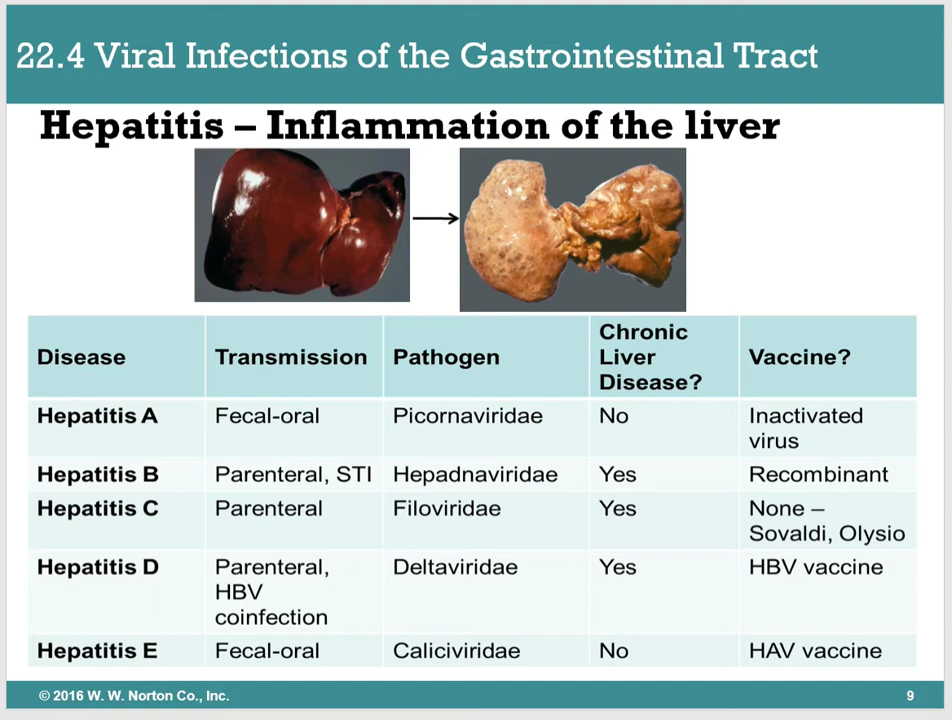 22.4 Viral Infections of the Gastrointestinal Tract
Hepatitis – Inflammation of the liver
Disease Transmission Pathogen Chronic Liver Disease? Vaccine?
Hepatitis A Fecal-oral Picornaviridae No Inactivated virus
Hepatitis B Parenteral, STI Hepadnaviridae Yes Recombinant
Hepatitis C Parenteral Filoviridae Yes None – Sovaldi, Olysio
Hepatitis D Parenteral, HBV coinfection Deltaviridae Yes HBV vaccine
Hepatitis E Fecal-oral Caliciviridae No HAV vaccine
© 2016 W. W. Norton Co., Inc. 9